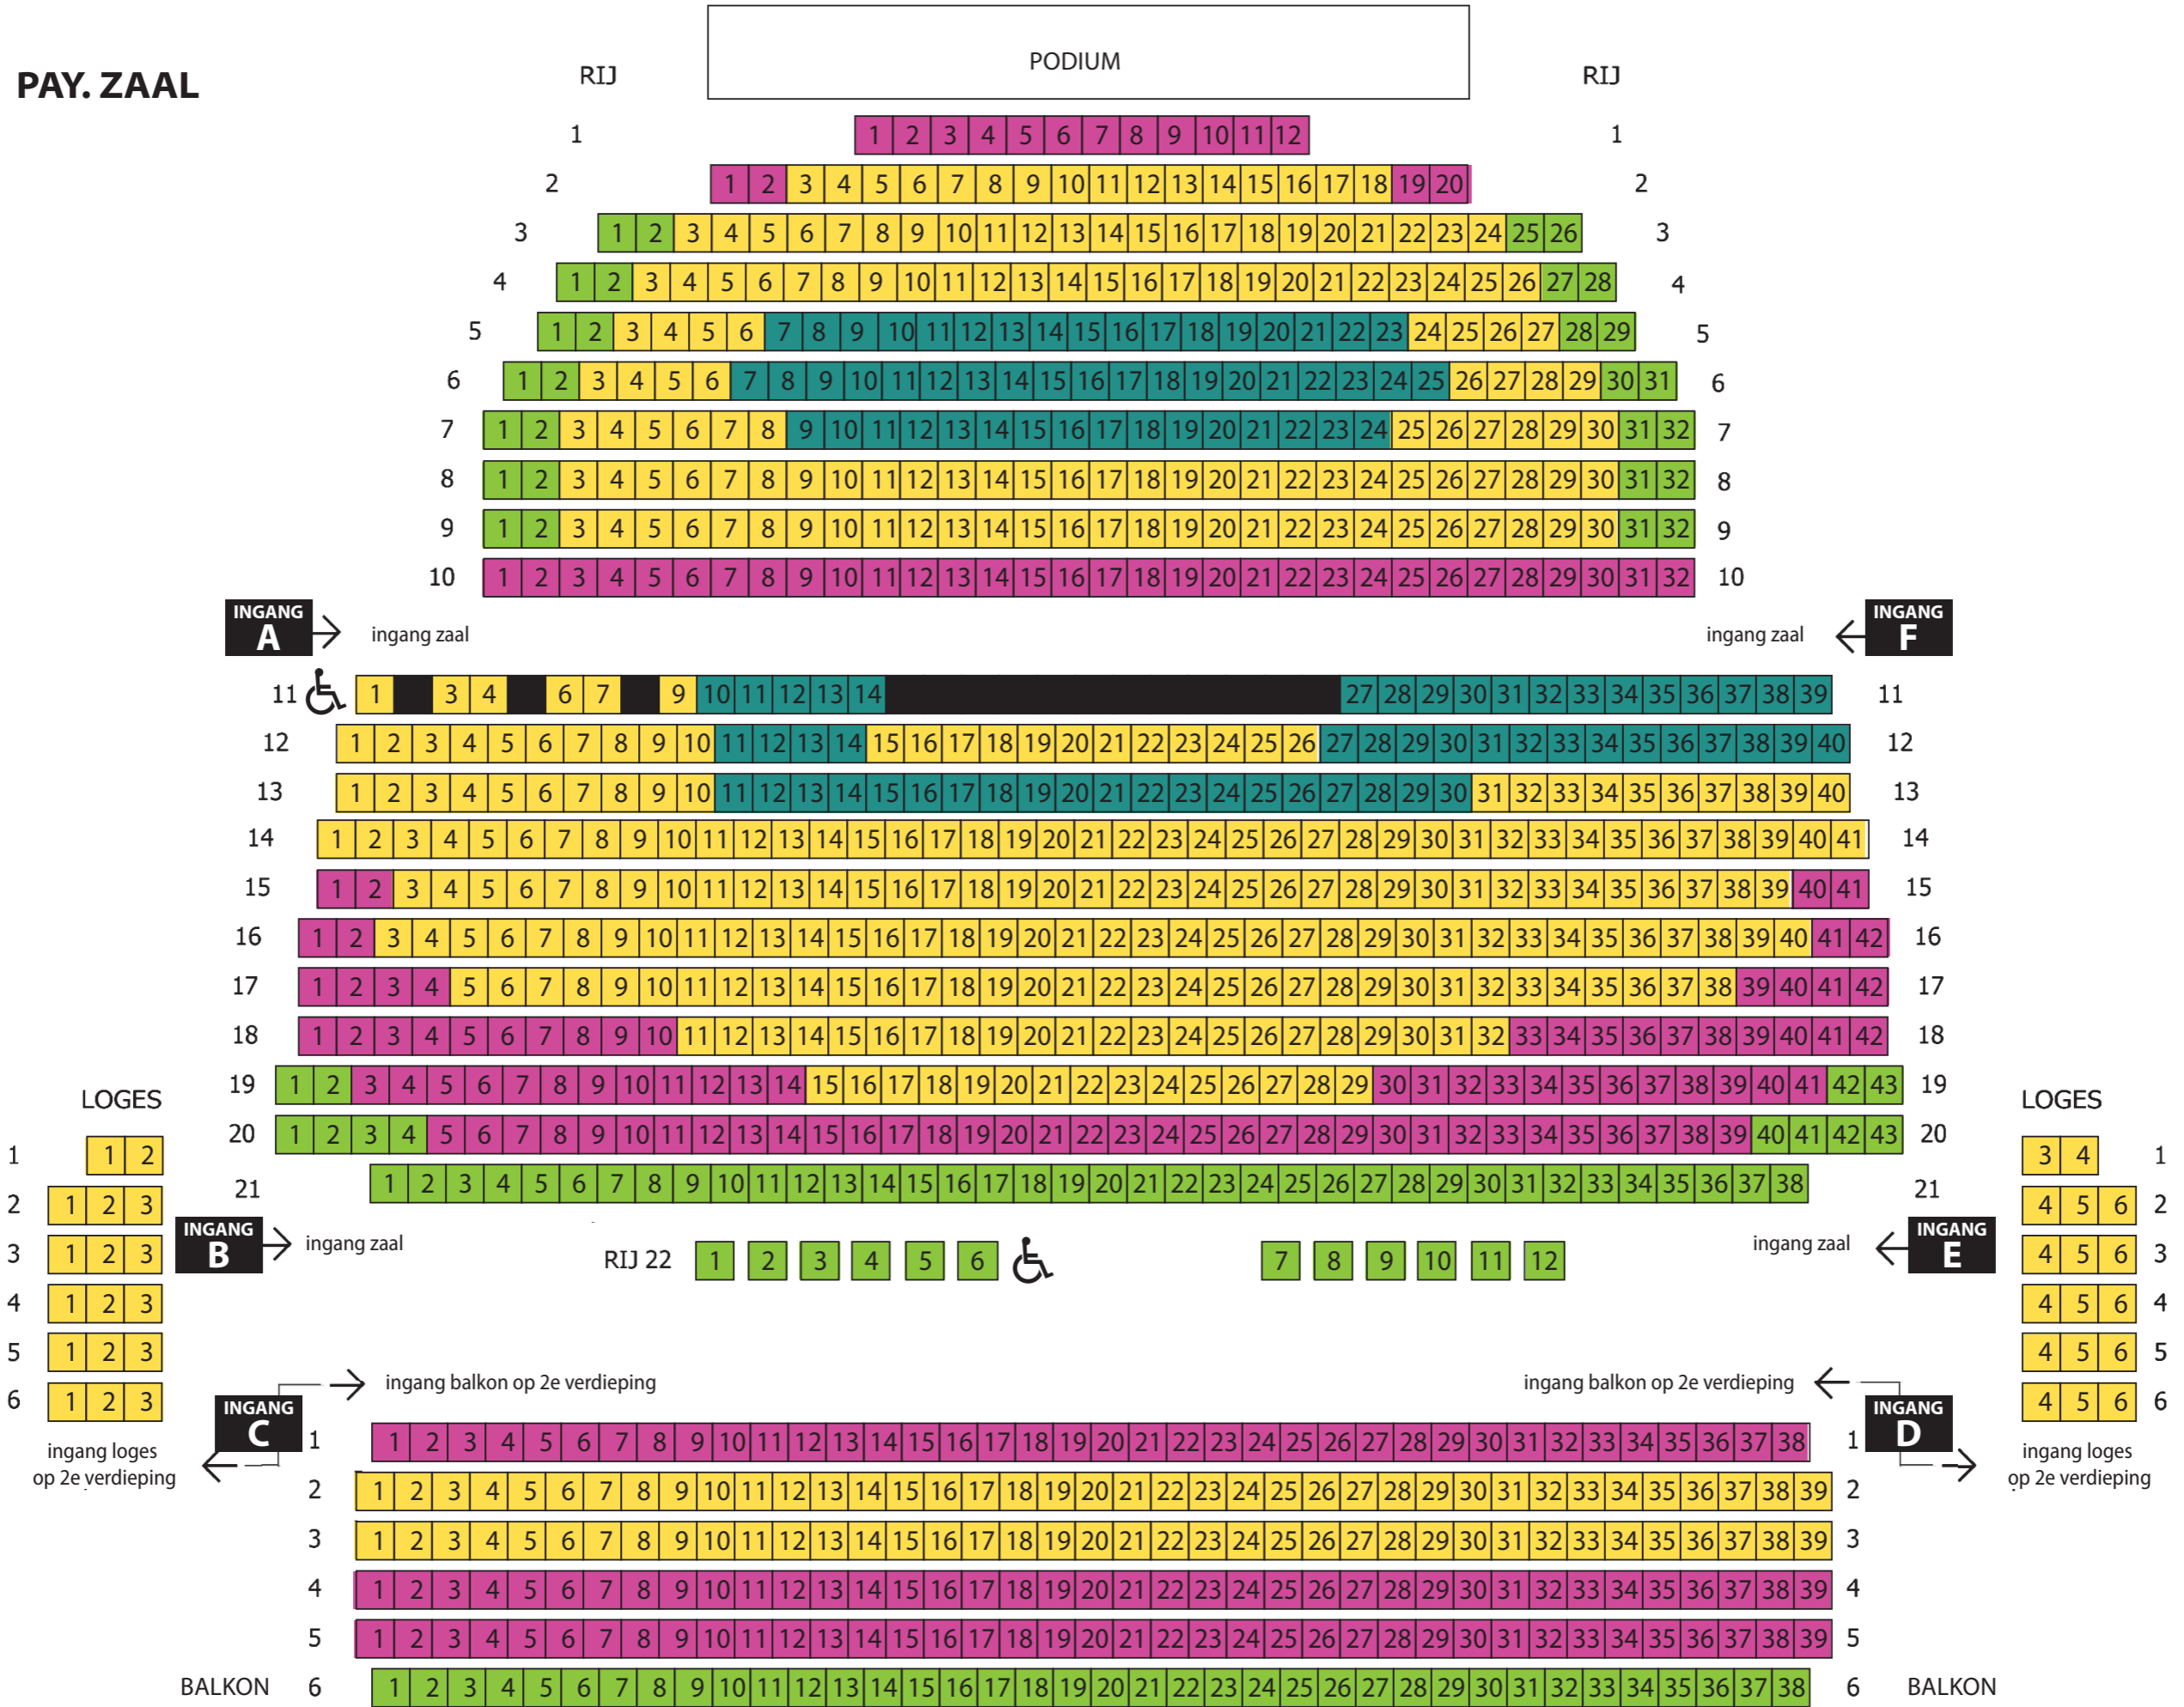 PODIUM
PAY. ZAAL
RIJ RIJ
1 1 2 3 4 5 6 7 8 9 10 11 12 1
2 1 2 3 4 5 6 7 8 9 10 11 12 13 14 15 16 17 18 19 20 2
3 1 2 3 4 5 6 7 8 9 10 11 12 13 14 15 16 17 18 19 20 21 22 23 24 25 26 3
4 1 2 3 4 5 6 7 8 9 10 11 12 13 14 15 16 17 18 19 20 21 22 23 24 25 26 27 28 4
5 1 2 3 4 5 6 7 8 9 10 11 12 13 14 15 16 17 18 19 20 21 22 23 24 25 26 27 28 29 5
6 1 2 3 4 5 6 7 8 9 10 11 12 13 14 15 16 17 18 19 20 21 22 23 24 25 26 27 28 29 30 31 6
7 1 2 3 4 5 6 7 8 9 10 11 12 13 14 15 16 17 18 19 20 21 22 23 24 25 26 27 28 29 30 31 32 7
8 1 2 3 4 5 6 7 8 9 10 11 12 13 14 15 16 17 18 19 20 21 22 23 24 25 26 27 28 29 30 31 32 8
9 1 2 3 4 5 6 7 8 9 10 11 12 13 14 15 16 17 18 19 20 21 22 23 24 25 26 27 28 29 30 31 32 9
10 1 2 3 4 5 6 7 8 9 10 11 12 13 14 15 16 17 18 19 20 21 22 23 24 25 26 27 28 29 30 31 32 10
INGANG
A
ingang zaal
ingang zaal
INGANG
F
11 1 3 4 6 7 9 10 11 12 13 14 27 28 29 30 31 32 33 34 35 36 37 38 39 11
12 1 2 3 4 5 6 7 8 9 10 11 12 13 14 15 16 17 18 19 20 21 22 23 24 25 26 27 28 29 30 31 32 33 34 35 36 37 38 39 40 12
13 1 2 3 4 5 6 7 8 9 10 11 12 13 14 15 16 17 18 19 20 21 22 23 24 25 26 27 28 29 30 31 32 33 34 35 36 37 38 39 40 13
14 1 2 3 4 5 6 7 8 9 10 11 12 13 14 15 16 17 18 19 20 21 22 23 24 25 26 27 28 29 30 31 32 33 34 35 36 37 38 39 40 41 14
15 1 2 3 4 5 6 7 8 9 10 11 12 13 14 15 16 17 18 19 20 21 22 23 24 25 26 27 28 29 30 31 32 33 34 35 36 37 38 39 40 41 15
16 1 2 3 4 5 6 7 8 9 10 11 12 13 14 15 16 17 18 19 20 21 22 23 24 25 26 27 28 29 30 31 32 33 34 35 36 37 38 39 40 41 42 16
17 1 2 3 4 5 6 7 8 9 10 11 12 13 14 15 16 17 18 19 20 21 22 23 24 25 26 27 28 29 30 31 32 33 34 35 36 37 38 39 40 41 42 17
18 1 2 3 4 5 6 7 8 9 10 11 12 13 14 15 16 17 18 19 20 21 22 23 24 25 26 27 28 29 30 31 32 33 34 35 36 37 38 39 40 41 42 18
19 1 2 3 4 5 6 7 8 9 10 11 12 13 14 15 16 17 18 19 20 21 22 23 24 25 26 27 28 29 30 31 32 33 34 35 36 37 38 39 40 41 42 43 19
20 1 2 3 4 5 6 7 8 9 10 11 12 13 14 15 16 17 18 19 20 21 22 23 24 25 26 27 28 29 30 31 32 33 34 35 36 37 38 39 40 41 42 43 20
21 1 2 3 4 5 6 7 8 9 10 11 12 13 14 15 16 17 18 19 20 21 22 23 24 25 26 27 28 29 30 31 32 33 34 35 36 37 38 21
INGANG
B
ingang zaal
RIJ 22 1 2 3 4 5 6 7 8 9 10 11 12
ingang zaal
INGANG
E
LOGES
1 1 2
2 1 2 3
3 1 2 3
4 1 2 3
5 1 2 3
6 1 2 3
ingang loges
op 2e verdieping
LOGES
3 4 1
4 5 6 2
4 5 6 3
4 5 6 4
4 5 6 5
4 5 6 6
ingang loges
op 2e verdieping
INGANG
C
ingang balkon op 2e verdieping
ingang balkon op 2e verdieping
INGANG
D
1 1 2 3 4 5 6 7 8 9 10 11 12 13 14 15 16 17 18 19 20 21 22 23 24 25 26 27 28 29 30 31 32 33 34 35 36 37 38 1
2 1 2 3 4 5 6 7 8 9 10 11 12 13 14 15 16 17 18 19 20 21 22 23 24 25 26 27 28 29 30 31 32 33 34 35 36 37 38 39 2
3 1 2 3 4 5 6 7 8 9 10 11 12 13 14 15 16 17 18 19 20 21 22 23 24 25 26 27 28 29 30 31 32 33 34 35 36 37 38 39 3
4 1 2 3 4 5 6 7 8 9 10 11 12 13 14 15 16 17 18 19 20 21 22 23 24 25 26 27 28 29 30 31 32 33 34 35 36 37 38 39 4
5 1 2 3 4 5 6 7 8 9 10 11 12 13 14 15 16 17 18 19 20 21 22 23 24 25 26 27 28 29 30 31 32 33 34 35 36 37 38 39 5
BALKON 6 1 2 3 4 5 6 7 8 9 10 11 12 13 14 15 16 17 18 19 20 21 22 23 24 25 26 27 28 29 30 31 32 33 34 35 36 37 38 6 BALKON